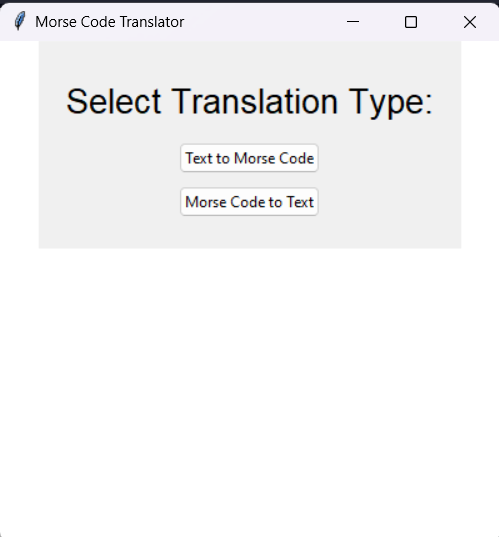 Morse Code Translator
Select Translation Type:
Text to Morse Code
Morse Code to Text